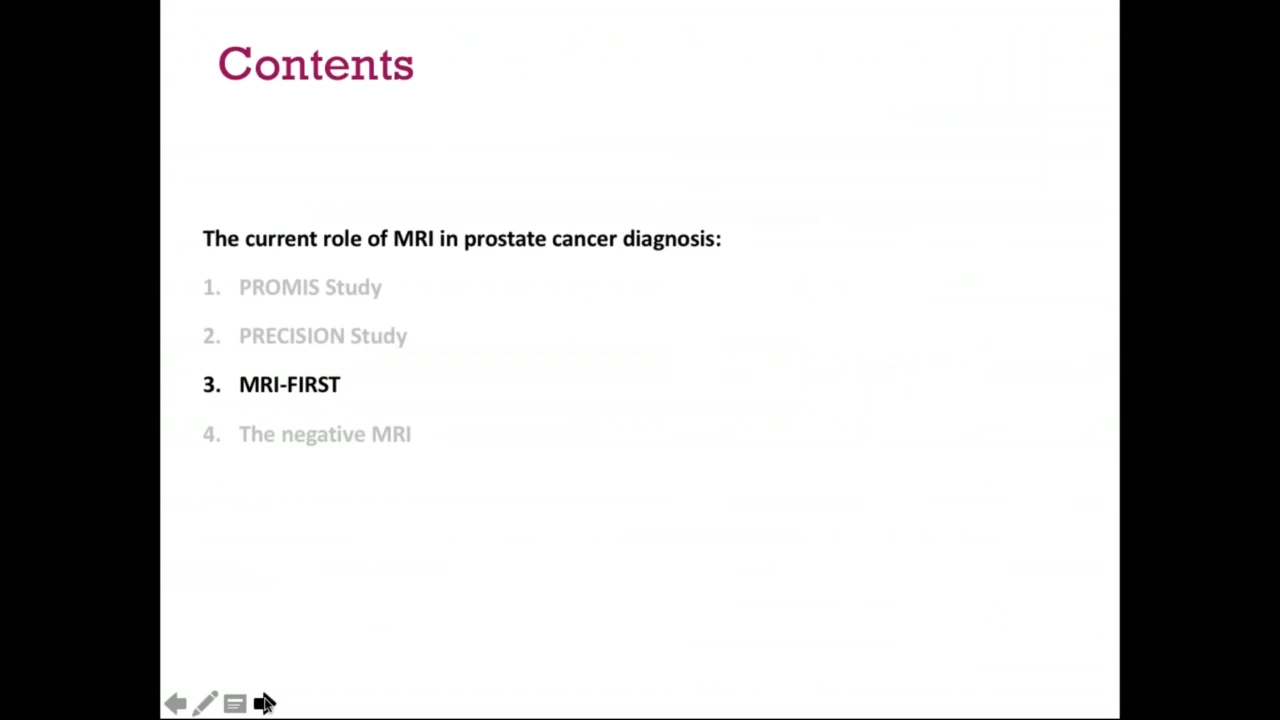 Contents
The current role of MRI in prostate cancer diagnosis:
1. PROMIS Study
2. PRECISION Study
3. MRI-FIRST
4. The negative MRI